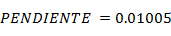 PENDIENTE = 0.01005